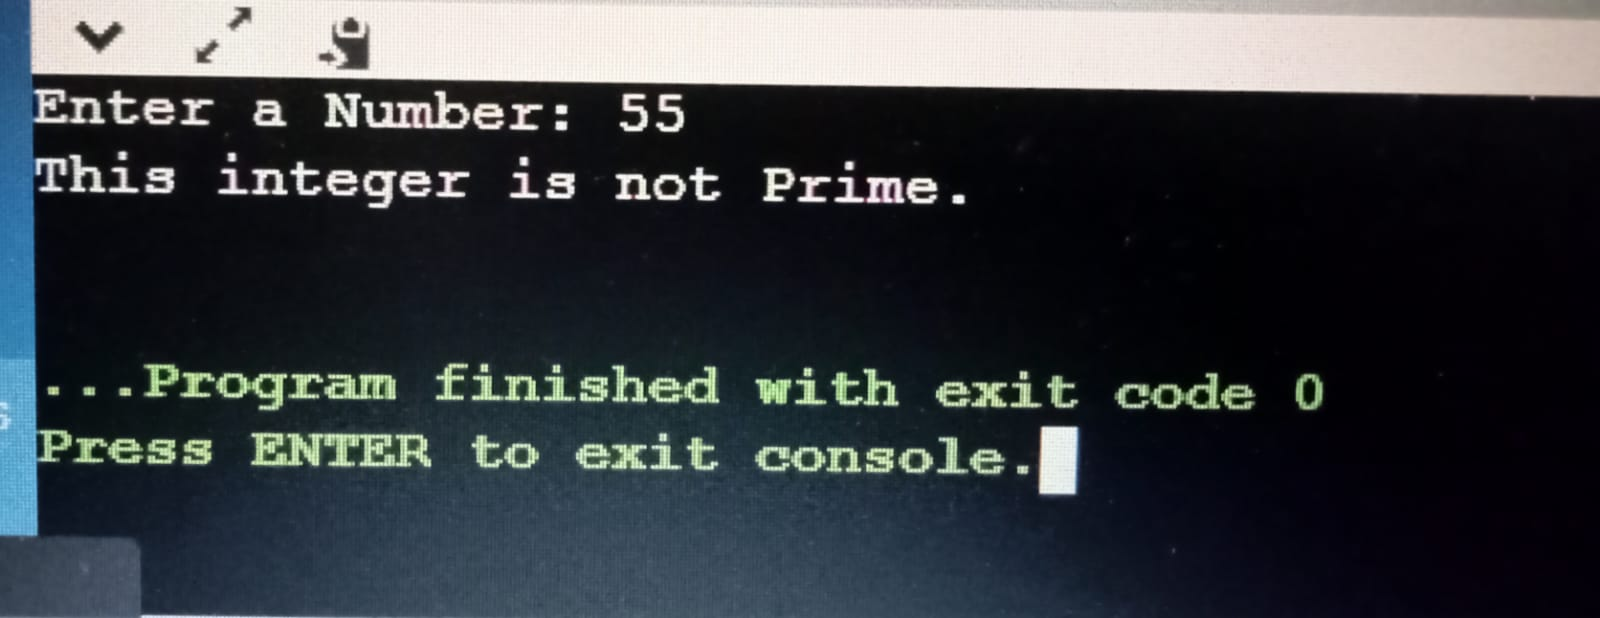 Enter a Number: 55
This integer is not Prime.
...Program finished with exit code 0
Press ENTER to exit console.